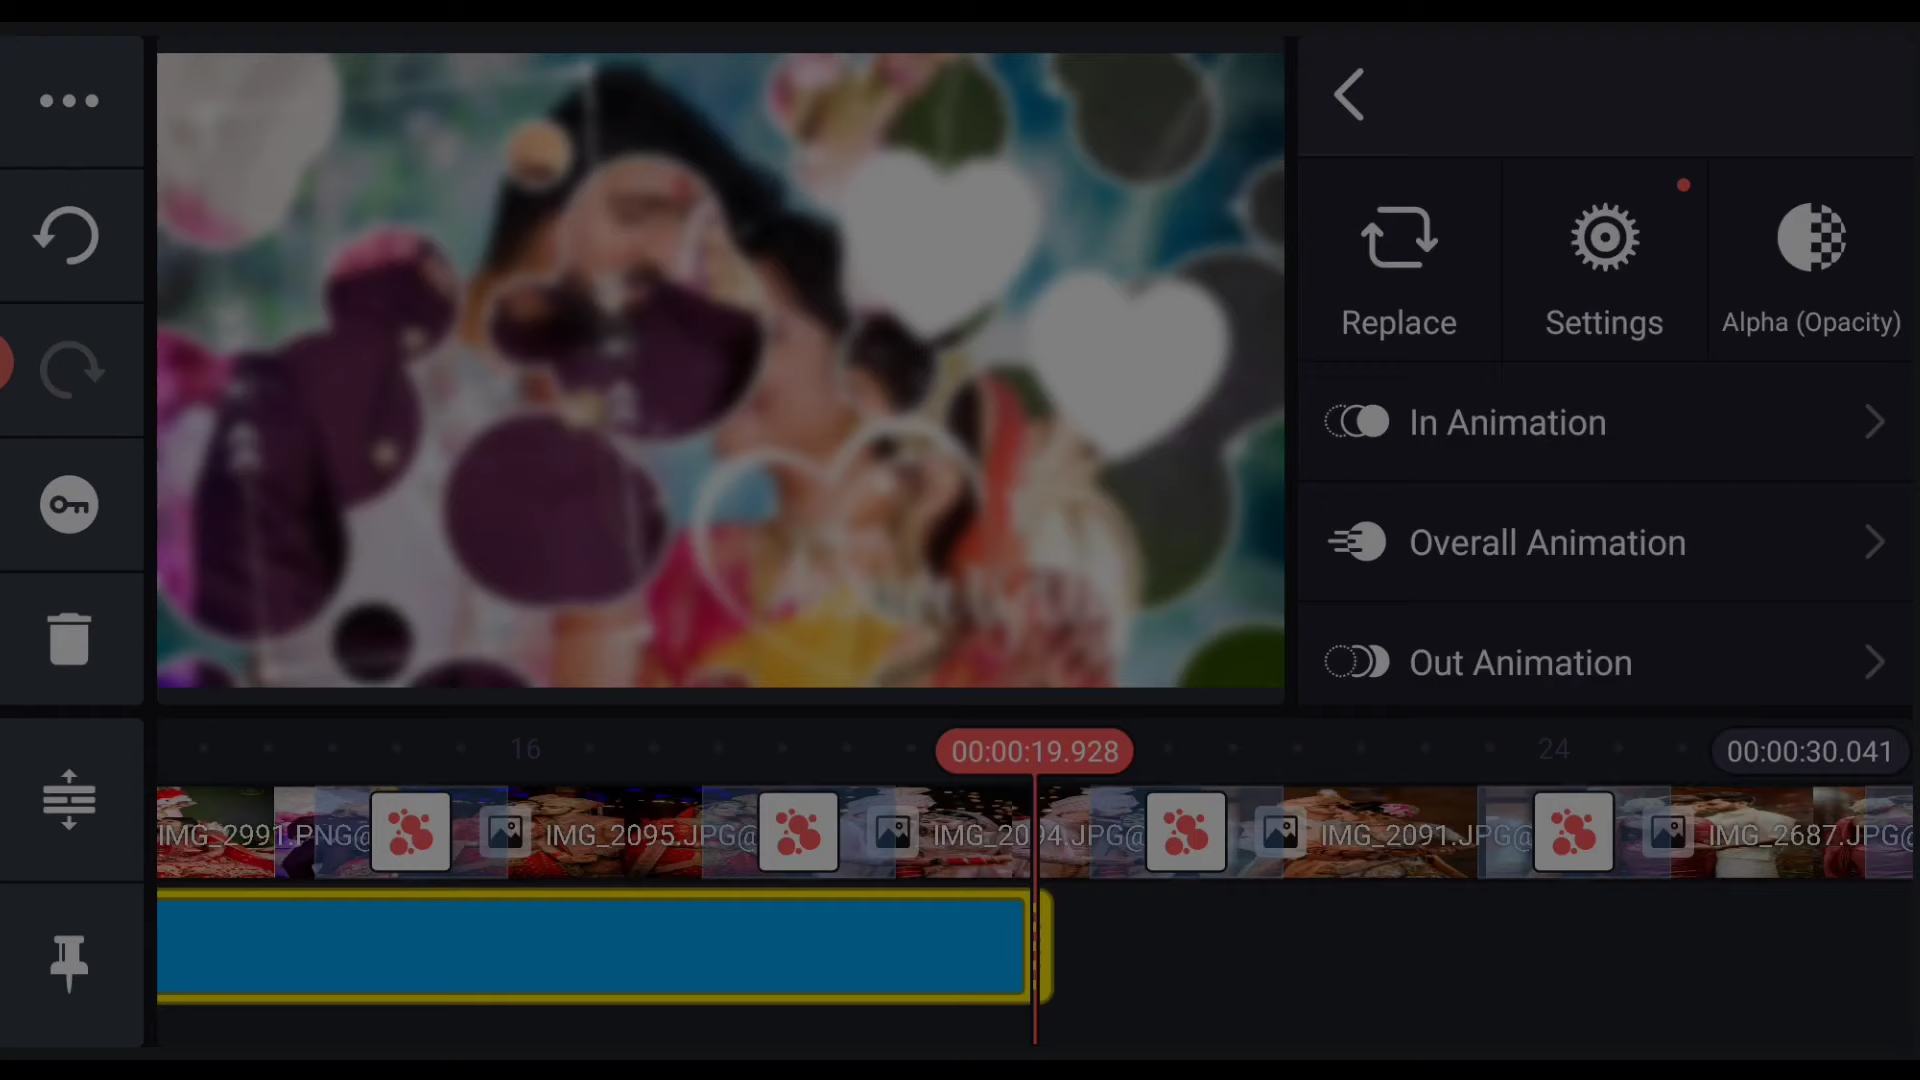 Replace
Settings
Alpha (Opacity)
In Animation
Overall Animation
Out Animation
16
00:00:19.928
24
00:00:30.041
IMG_2991.PNG@
IMG_2095.JPG@
IMG_2094.JPG@
IMG_2091.JPG@
IMG_2687.JPG@